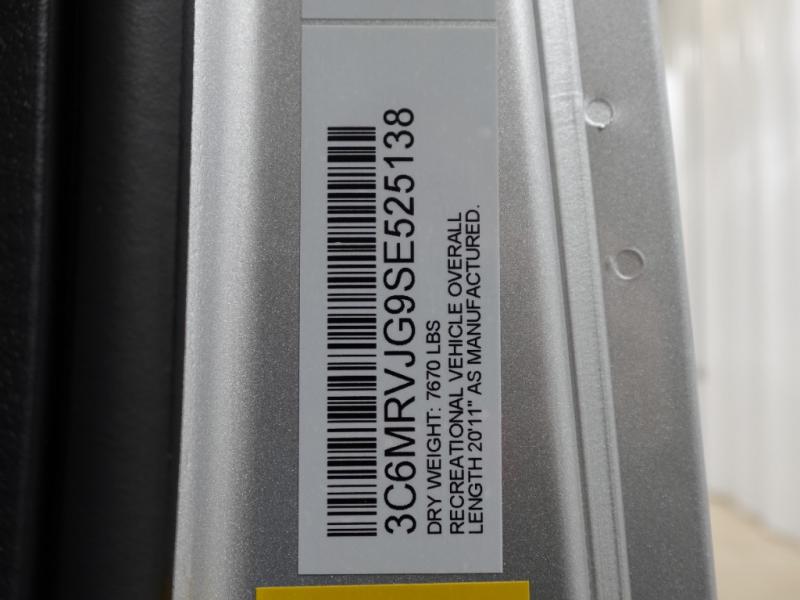 3C6MRVJG9SE525138
DRY WEIGHT: 7670 LBS
RECREATIONAL VEHICLE OVERALL
LENGTH 20'11" AS MANUFACTURED.